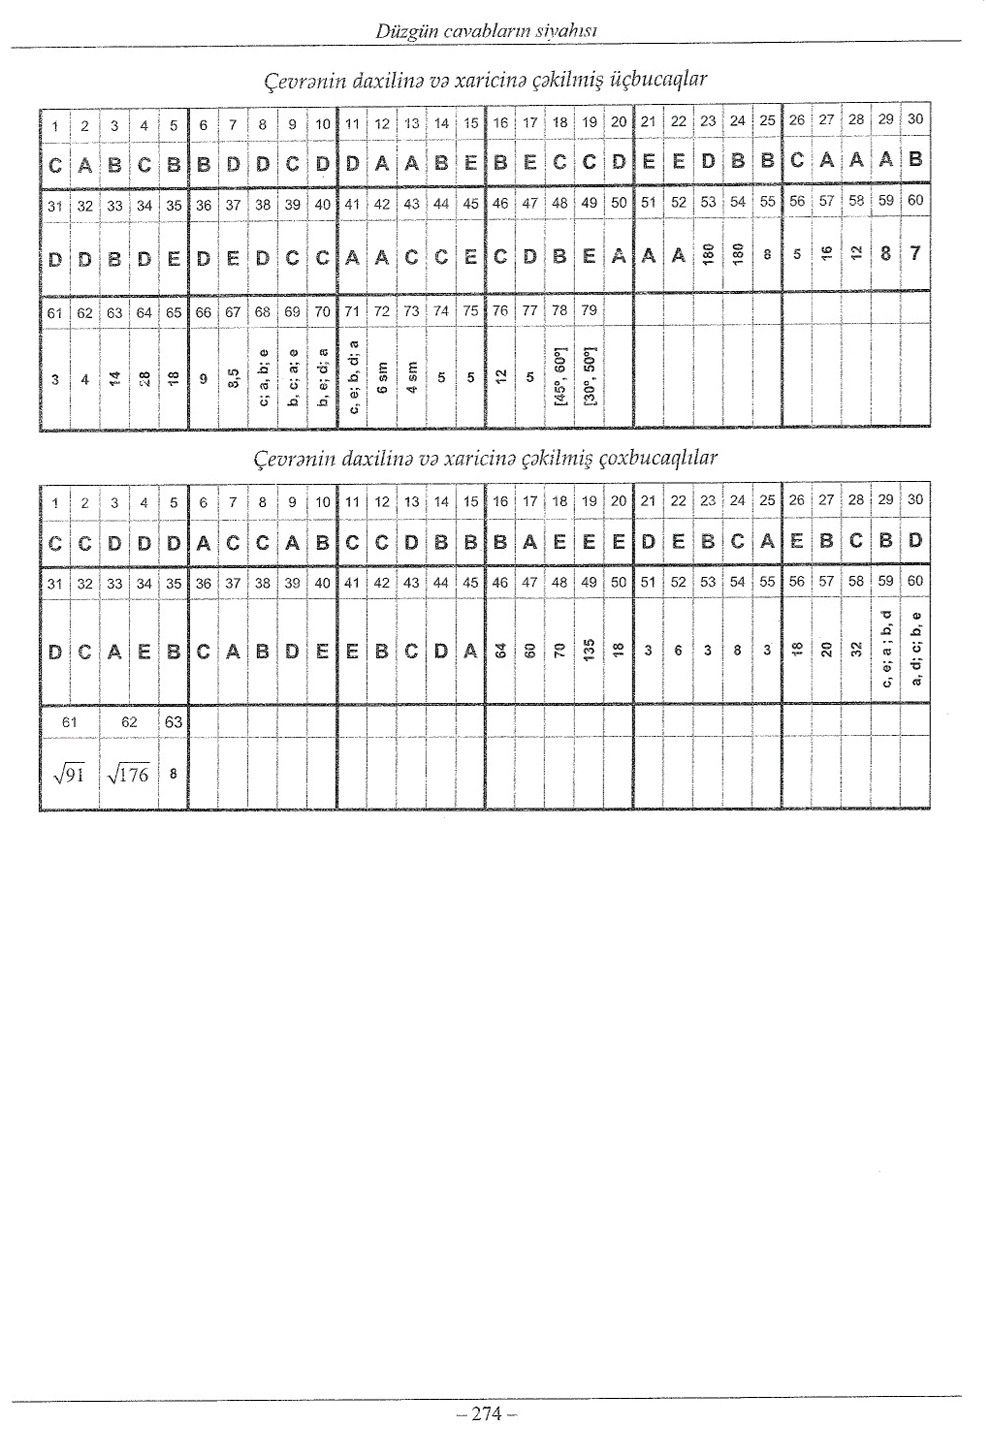 Düzgün cavabların siyahısı
Çevrənin daxilinə və xaricinə çəkilmiş üçbucaqlar
1 2 3 4 5 6 7 8 9 10 11 12 13 14 15 16 17 18 19 20 21 22 23 24 25 26 27 28 29 30
C A B C B B D D C D D A A B E B E C C D E E D B B C A A A B
31 32 33 34 35 36 37 38 39 40 41 42 43 44 45 46 47 48 49 50 51 52 53 54 55 56 57 58 59 60
D D B D E D E D C C A A C C E C D B E A A A 180 180 8 5 16 12 8 7
61 62 63 64 65 66 67 68 69 70 71 72 73 74 75 76 77 78 79
3 4 14 28 18 9 8,5 c; a, b; e b, c; a; e b, e; d; a c, e; b, d; a 6 sm 4 sm 5 5 12 5 [45°, 60°] [30°, 50°]
Çevrənin daxilinə və xaricinə çəkilmiş çoxbucaqlılar
1 2 3 4 5 6 7 8 9 10 11 12 13 14 15 16 17 18 19 20 21 22 23 24 25 26 27 28 29 30
C C D D D A C C A B C C D B B B A E E E D E B C A E B C B D
31 32 33 34 35 36 37 38 39 40 41 42 43 44 45 46 47 48 49 50 51 52 53 54 55 56 57 58 59 60
D C A E B C A B D E E B C D A 64 60 70 135 18 3 6 3 8 3 18 20 32 c, e; a ; b, d a, d; c; b, e
61 62 63
√91 √176 8
– 274 –